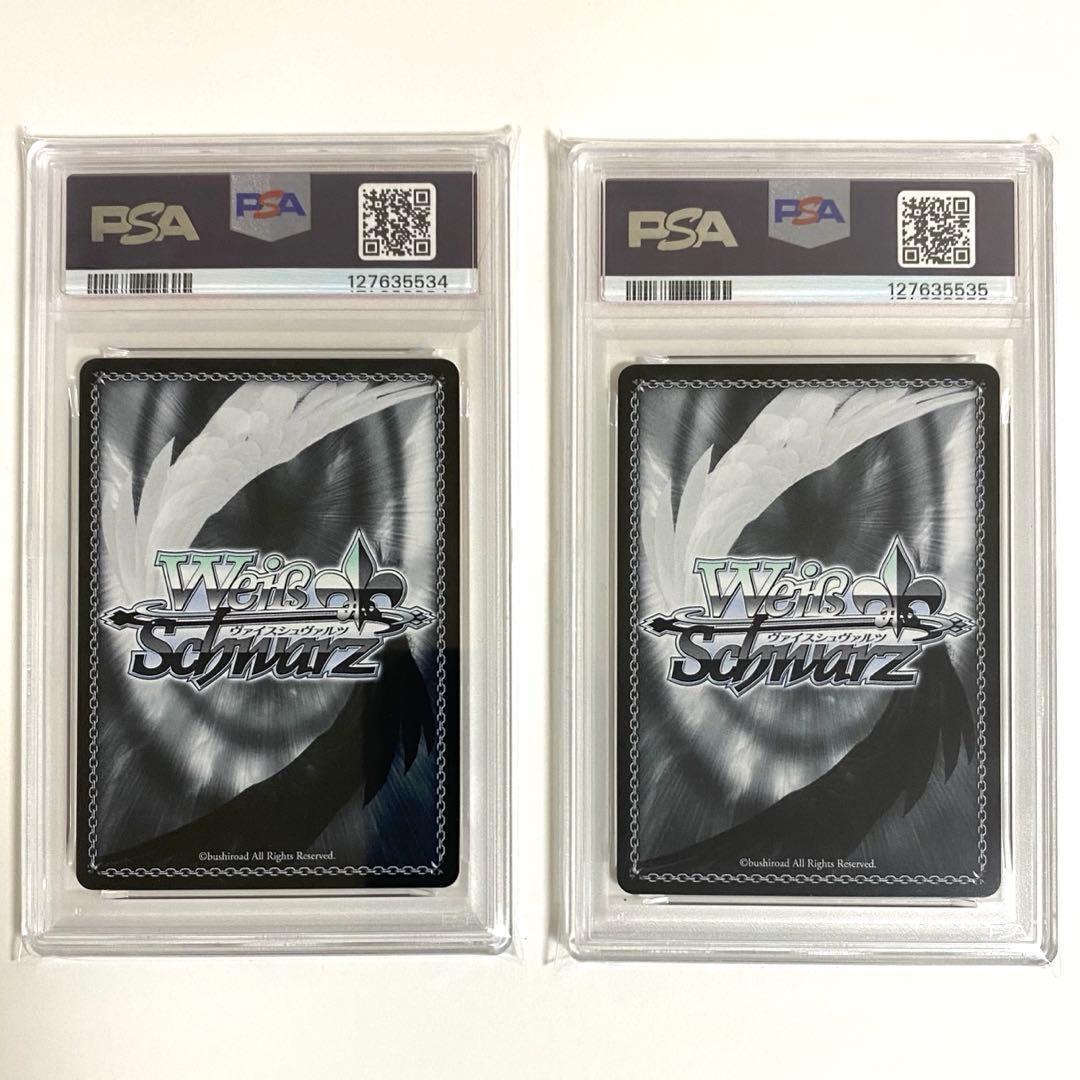 PSA PSA
127635534
Weiß
ヴァイスシュヴァルツ
Schwarz
©bushiroad All Rights Reserved.
PSA PSA
127635535
Weiß
ヴァイスシュヴァルツ
Schwarz
©bushiroad All Rights Reserved.